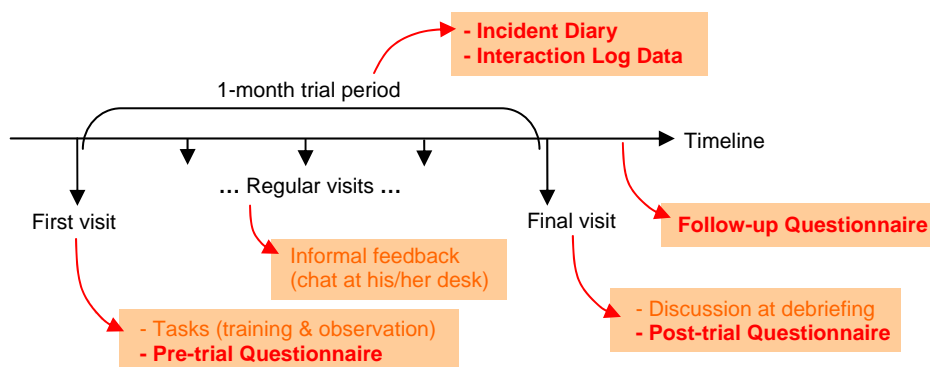 - Incident Diary
- Interaction Log Data
1-month trial period
Timeline
... Regular visits ...
First visit
Final visit
Follow-up Questionnaire
Informal feedback
(chat at his/her desk)
- Tasks (training & observation)
- Pre-trial Questionnaire
- Discussion at debriefing
- Post-trial Questionnaire